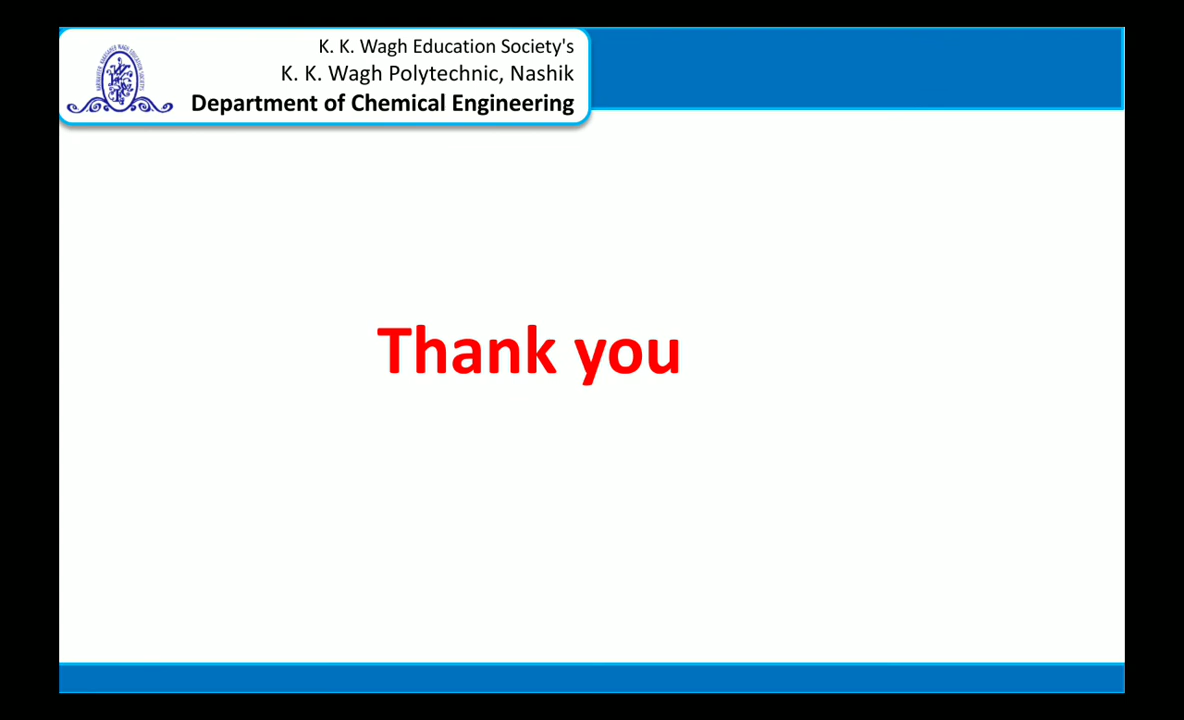 K. K. Wagh Education Society's
K. K. Wagh Polytechnic, Nashik
Department of Chemical Engineering
Thank you